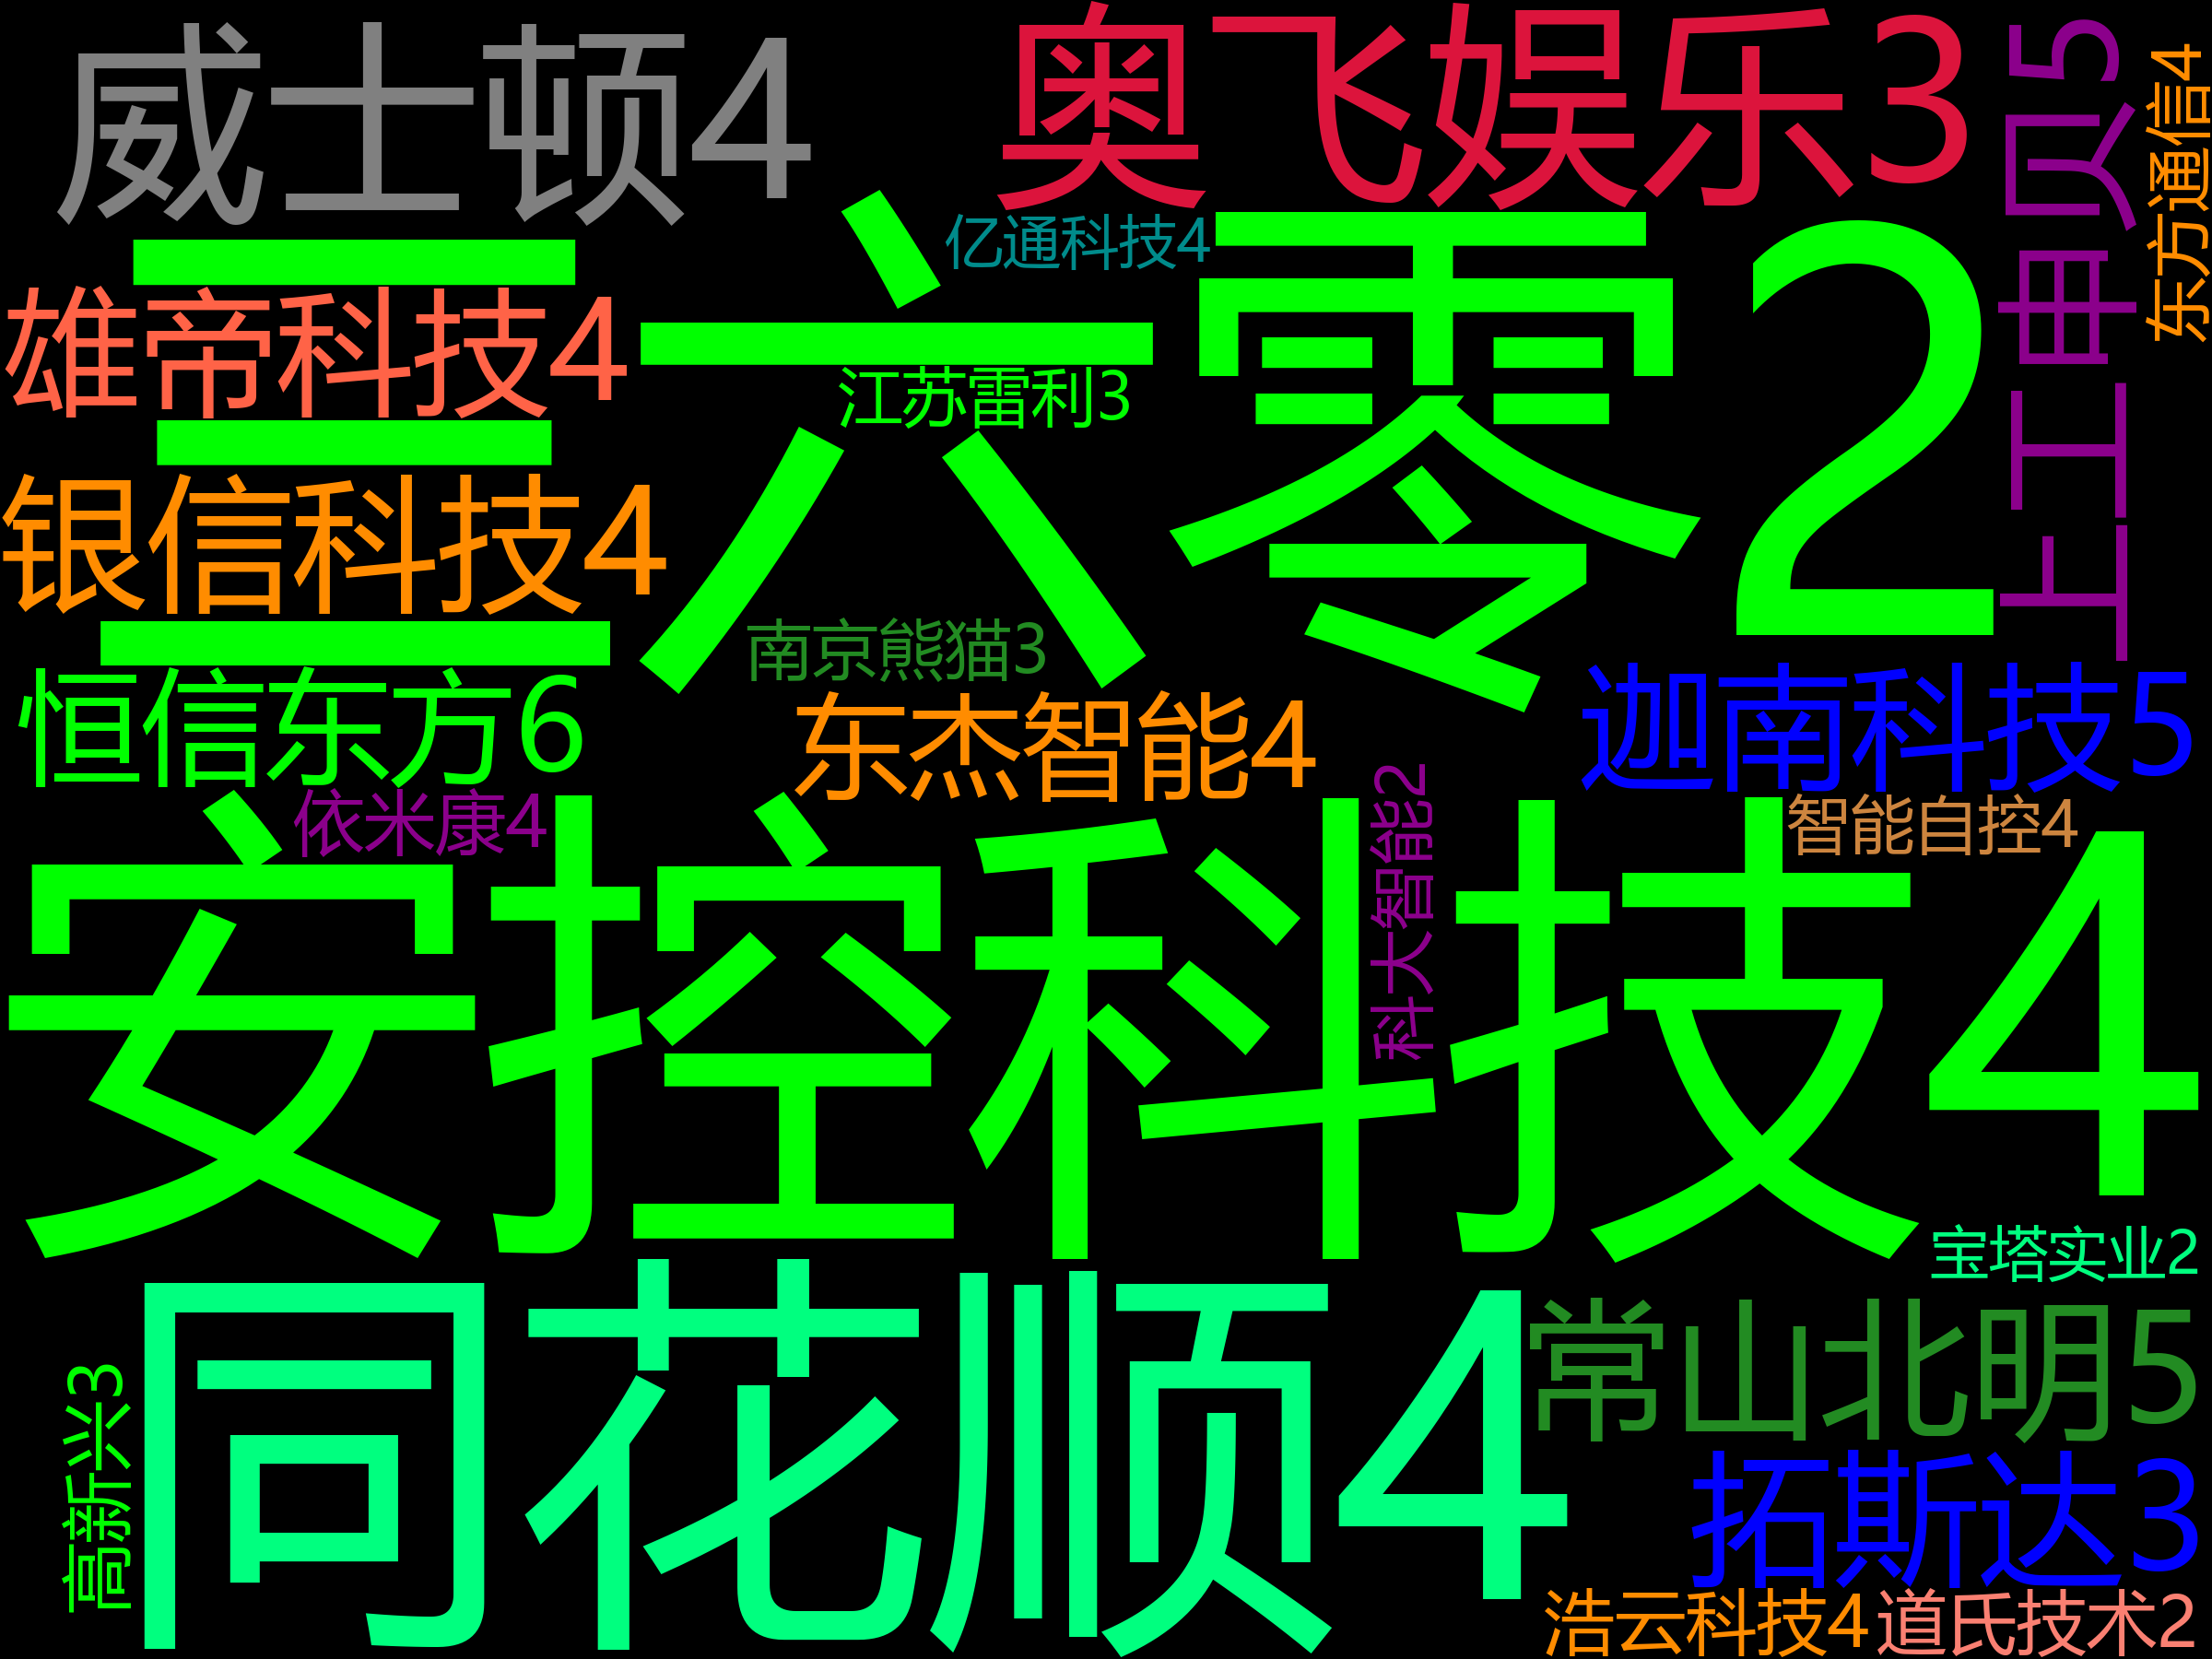 威士顿4
奥飞娱乐3
上工申贝5
东方通信4
亿通科技4
三六零2
雄帝科技4
江苏雷利3
银信科技4
南京熊猫3
恒信东方6
东杰智能4
迦南科技5
依米康4
科大智能2
智能自控4
安控科技4
宝塔实业2
同花顺4
常山北明5
高新兴3
拓斯达3
浩云科技4
道氏技术2